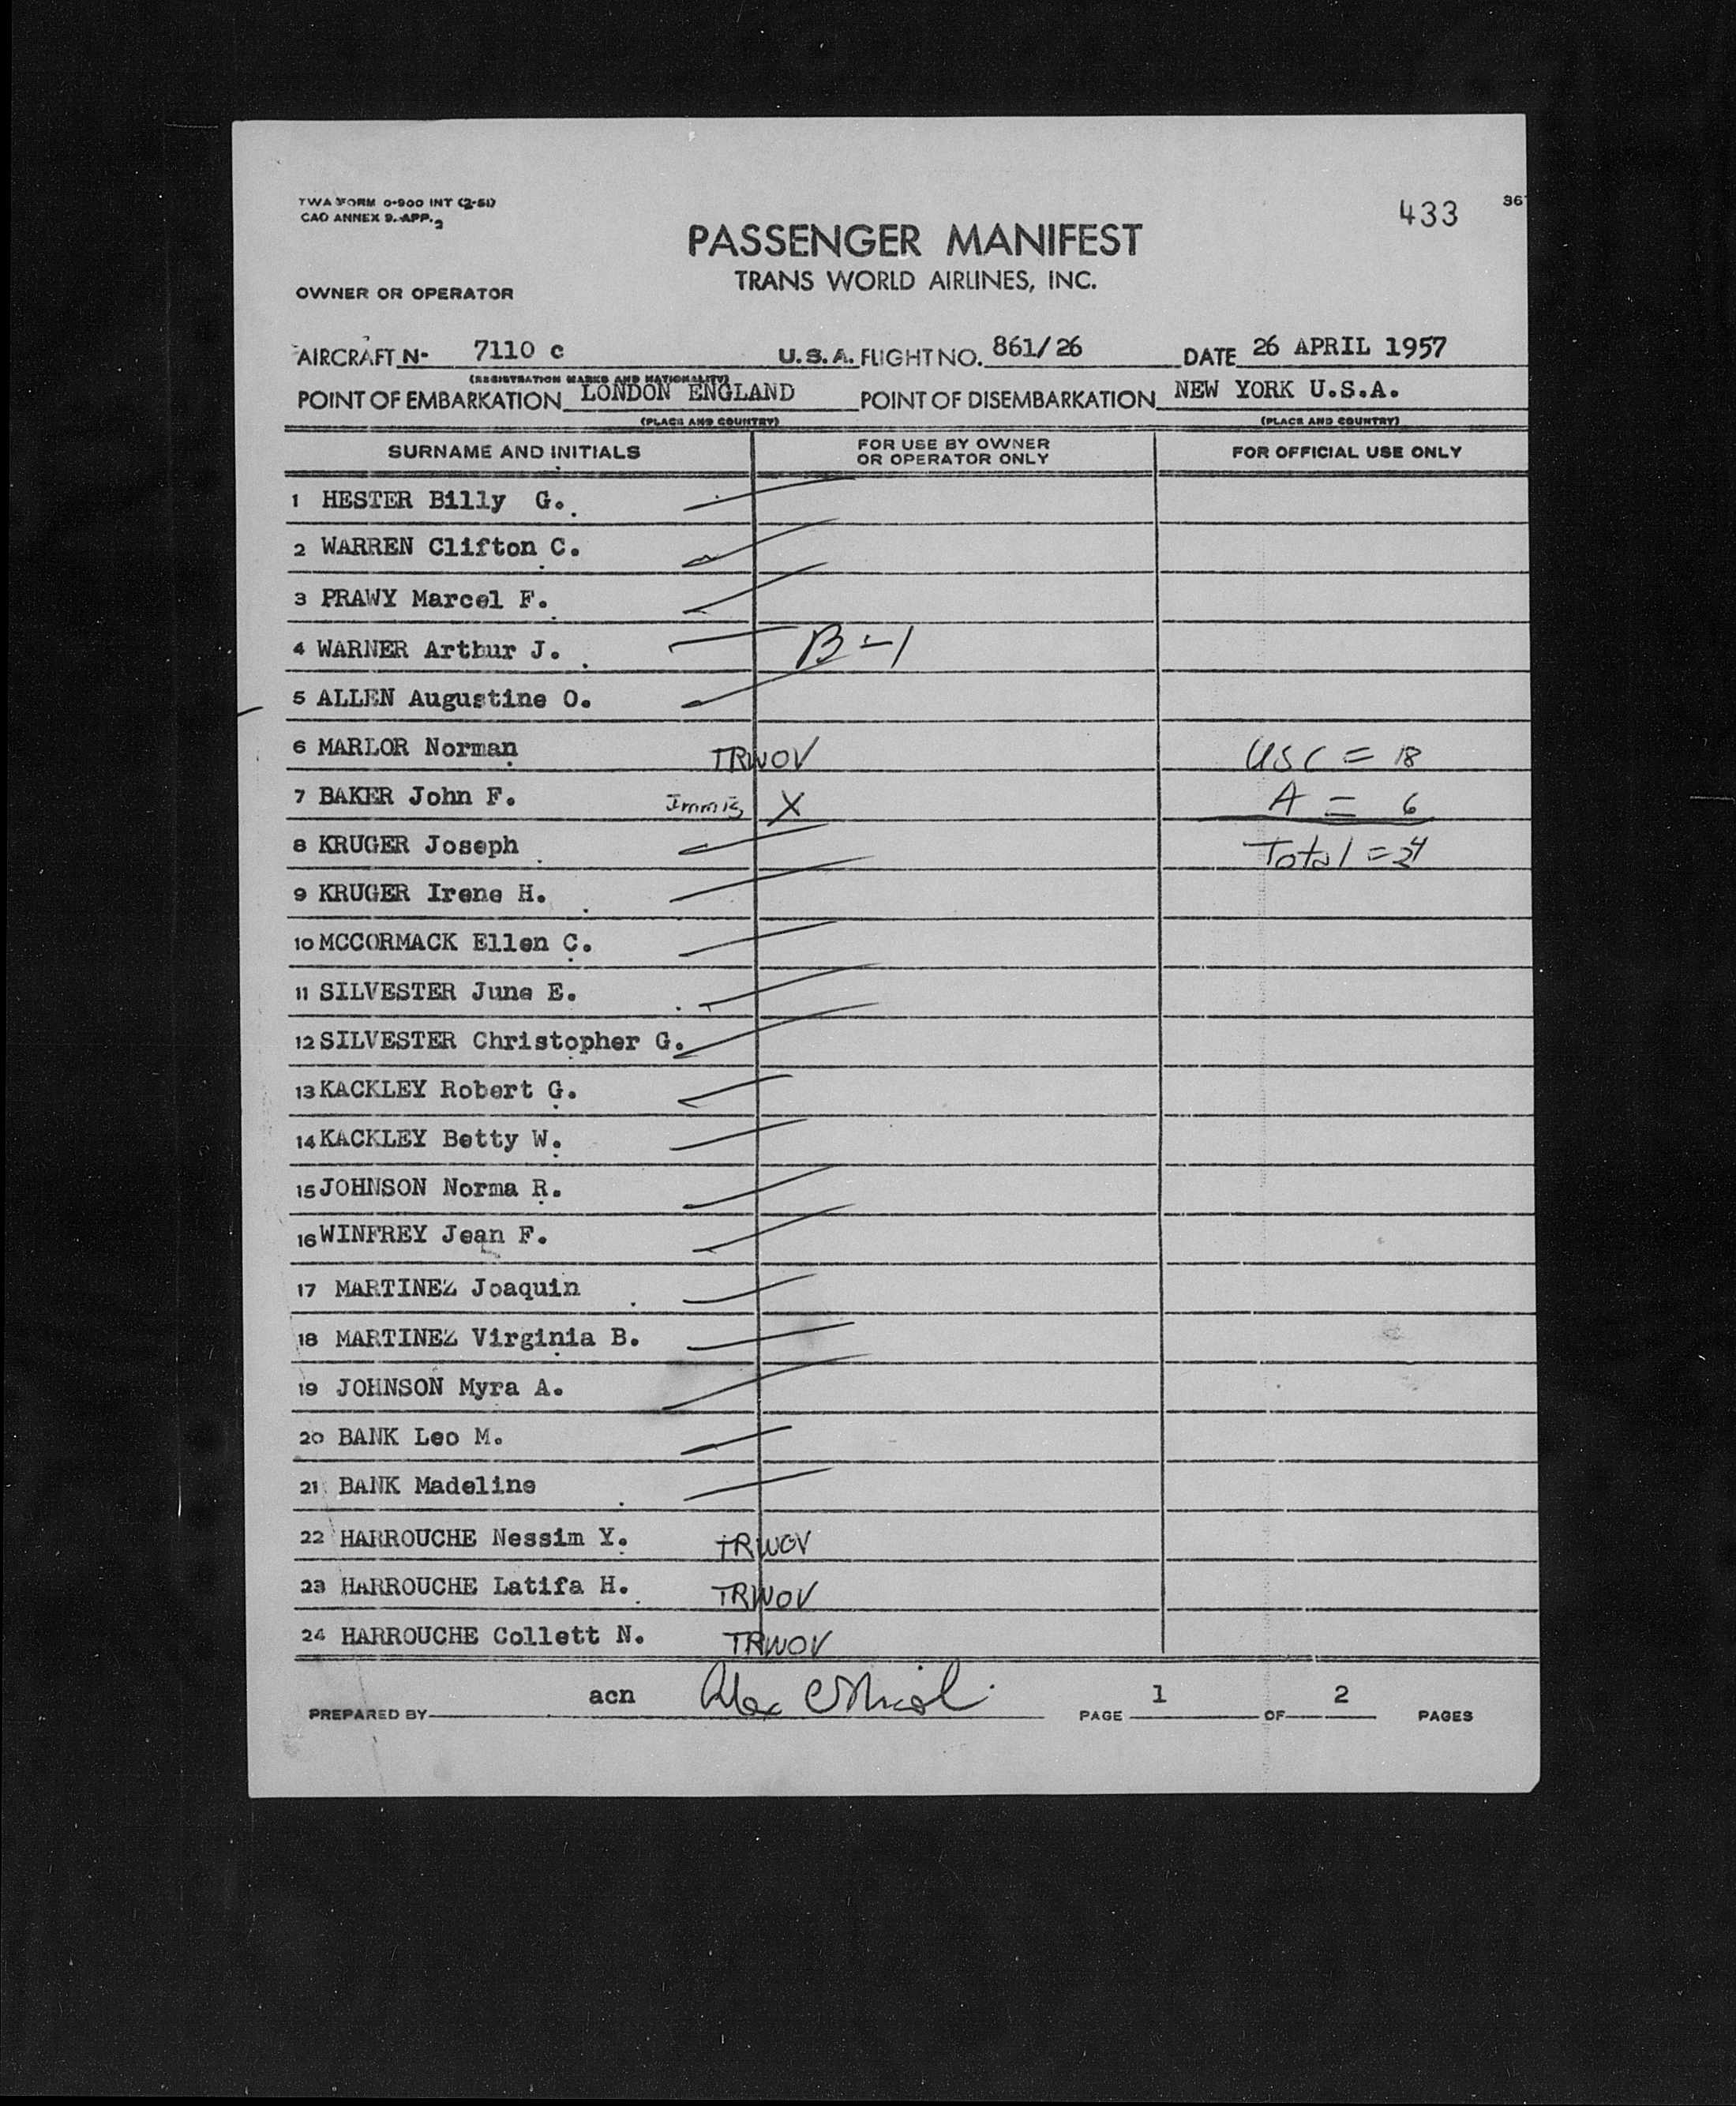 TWA FORM 0-900 INT (2-51)
CAO ANNEX 9. APP. 2
433
367
PASSENGER MANIFEST
TRANS WORLD AIRLINES, INC.
OWNER OR OPERATOR
AIRCRAFT N- 7110 c U.S.A. FLIGHT NO. 861/26 DATE 26 APRIL 1957
(REGISTRATION MARKS AND NATIONALITY)
POINT OF EMBARKATION LONDON ENGLAND POINT OF DISEMBARKATION NEW YORK U.S.A.
(PLACE AND COUNTRY) (PLACE AND COUNTRY)
SURNAME AND INITIALS FOR USE BY OWNER OR OPERATOR ONLY FOR OFFICIAL USE ONLY
1 HESTER Billy G.
2 WARREN Clifton C.
3 PRAWY Marcel F.
4 WARNER Arthur J. B-1
5 ALLEN Augustine O.
6 MARLOR Norman TRWOV USC = 18
7 BAKER John F. Immig X A = 6
8 KRUGER Joseph Total = 24
9 KRUGER Irene H.
10 MCCORMACK Ellen C.
11 SILVESTER June E.
12 SILVESTER Christopher G.
13 KACKLEY Robert G.
14 KACKLEY Betty W.
15 JOHNSON Norma R.
16 WINFREY Jean F.
17 MARTINEZ Joaquin
18 MARTINEZ Virginia B.
19 JOHNSON Myra A.
20 BANK Leo M.
21 BANK Madeline
22 HARROUCHE Nessim Y. TRWOV
23 HARROUCHE Latifa H. TRWOV
24 HARROUCHE Collett N. TRWOV
PREPARED BY acn Alex PAGE 1 OF 2 PAGES